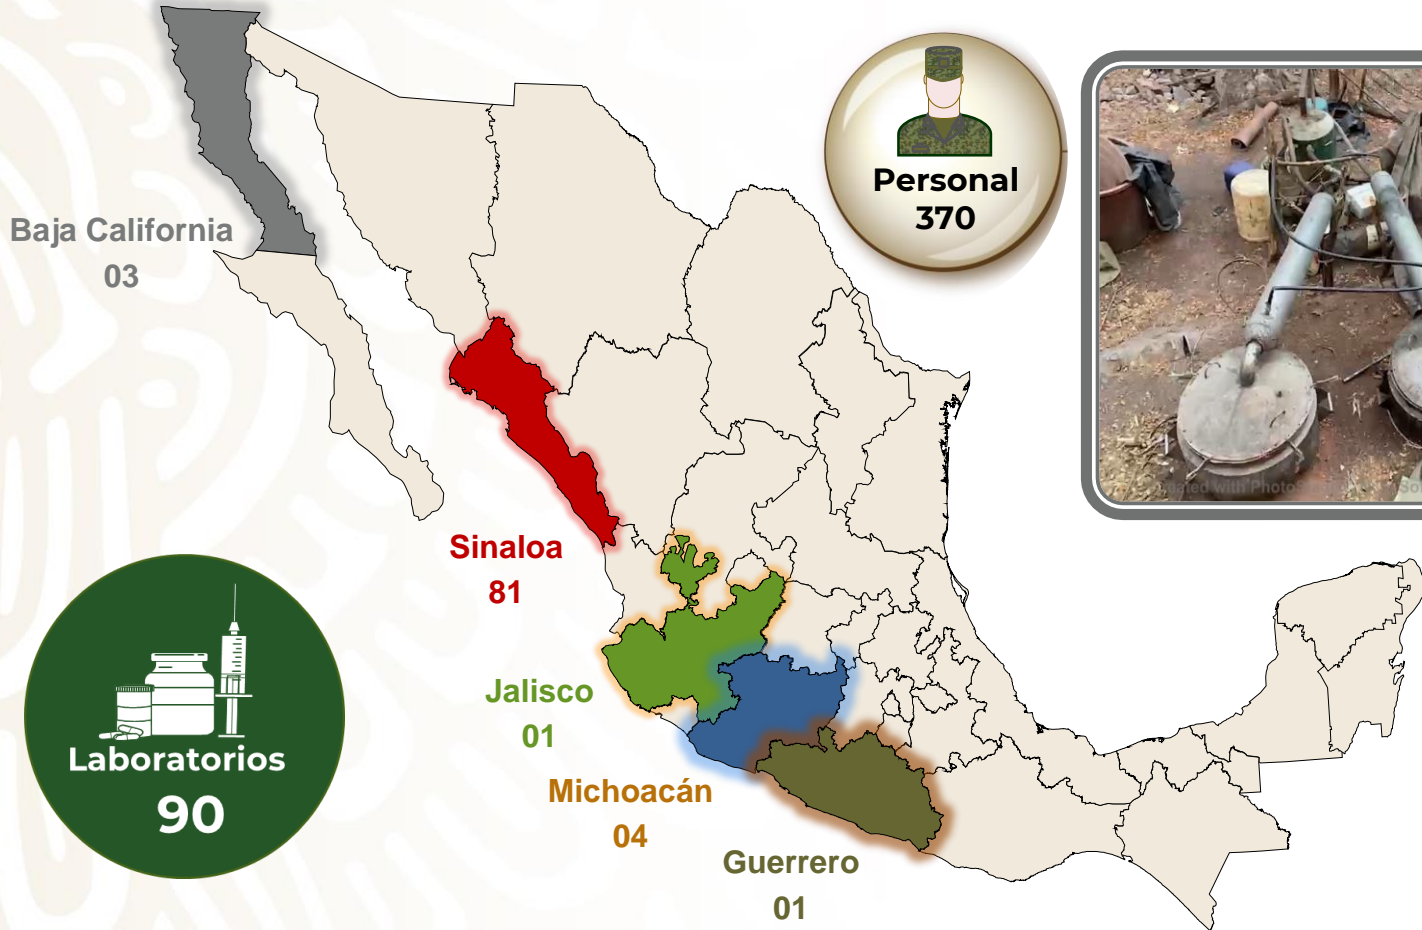 Personal
370
Baja California
03
Sinaloa
81
Jalisco
01
Michoacán
04
Guerrero
01
Laboratorios
90